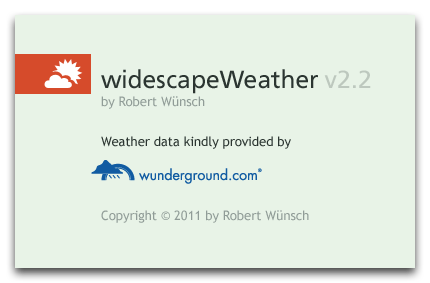 widescapeWeather v2.2
by Robert Wünsch
Weather data kindly provided by
wunderground.com®
Copyright © 2011 by Robert Wünsch